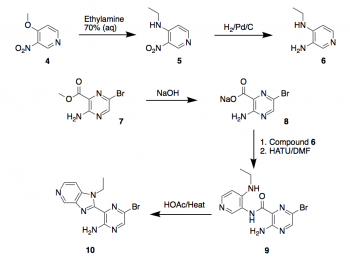 O
O2N
N
4
Ethylamine
70% (aq)
HN
O2N
N
5
H2/Pd/C
HN
H2N
N
6
O
O
N
Br
H2N
N
7
NaOH
O
NaO
N
Br
H2N
N
8
1. Compound 6
2. HATU/DMF
NH
O
N
N
H
N
Br
H2N
N
9
HOAc/Heat
N
N
N
N
Br
H2N
N
10